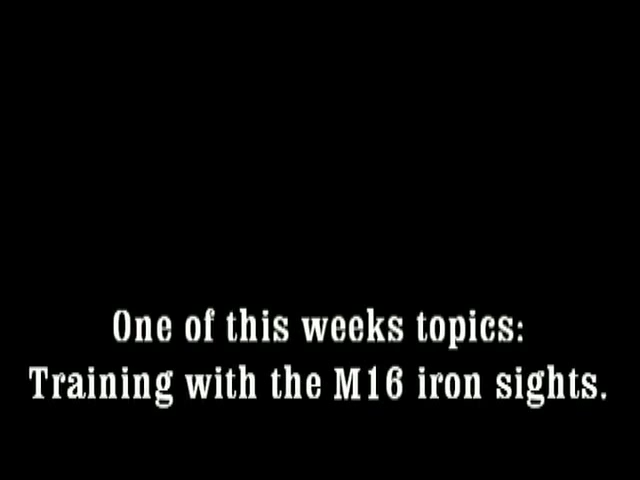 One of this weeks topics:
Training with the M16 iron sights.